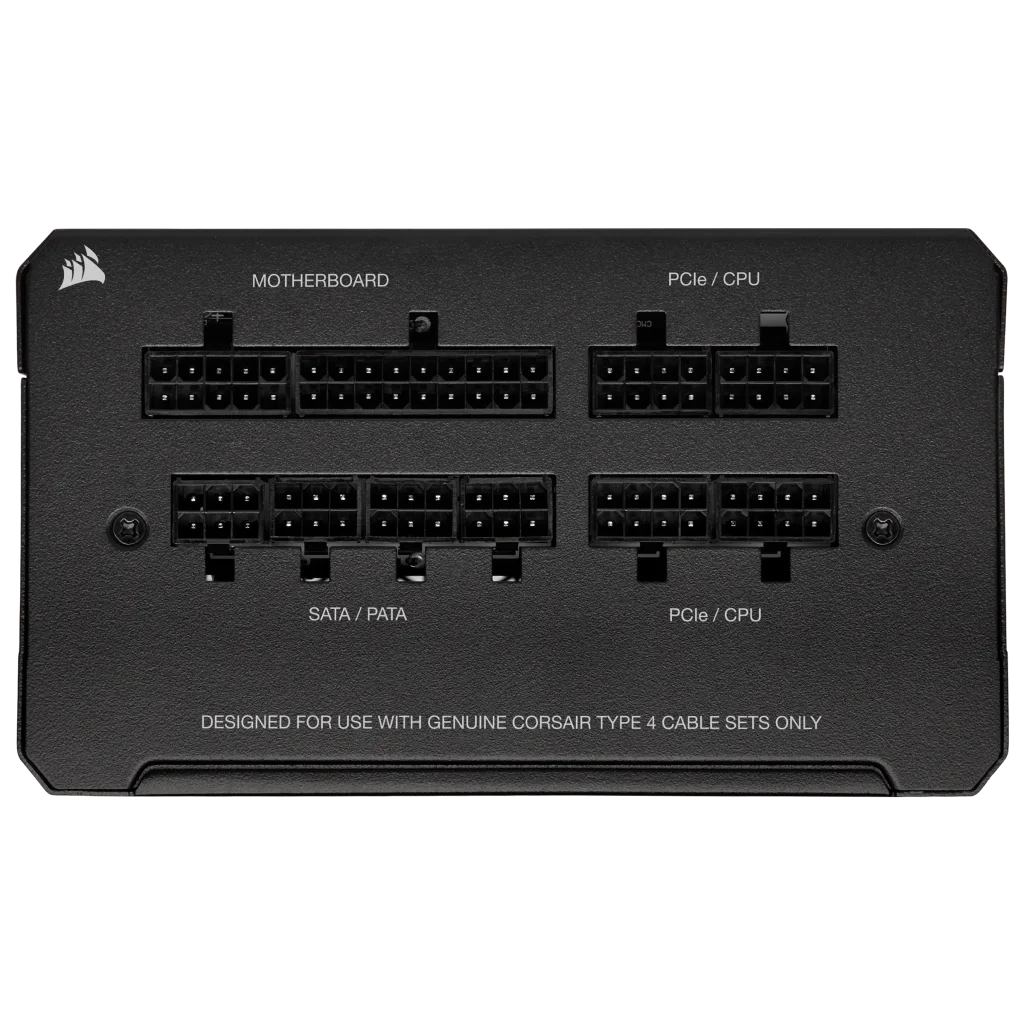 MOTHERBOARD
PCIe / CPU
SATA / PATA
PCIe / CPU
DESIGNED FOR USE WITH GENUINE CORSAIR TYPE 4 CABLE SETS ONLY